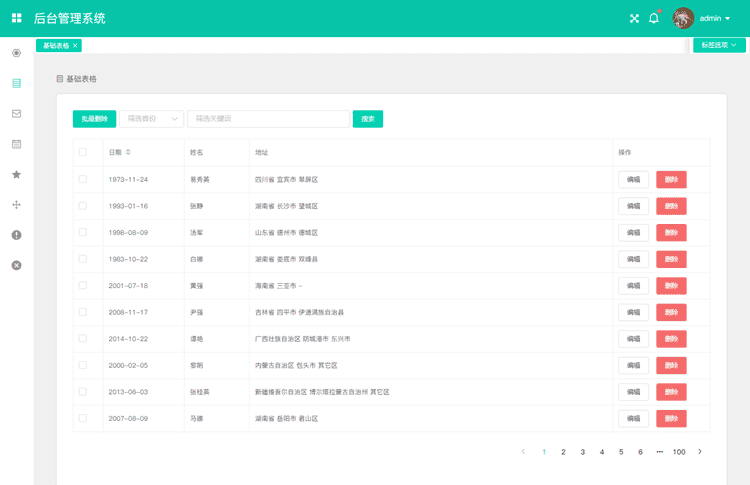 后台管理系统
admin
基础表格
标签选项
基础表格
批量删除 筛选省份 筛选关键词 搜索
日期 姓名 地址 操作
1973-11-24 易秀英 四川省 宜宾市 翠屏区 编辑 删除
1993-01-16 张静 湖南省 长沙市 望城区 编辑 删除
1998-08-09 汤军 山东省 德州市 德城区 编辑 删除
1983-10-22 白娜 湖南省 娄底市 双峰县 编辑 删除
2001-07-18 黄强 海南省 三亚市 - 编辑 删除
2008-11-17 尹强 吉林省 四平市 伊通满族自治县 编辑 删除
2014-10-22 谭艳 广西壮族自治区 防城港市 东兴市 编辑 删除
2000-02-05 黎明 内蒙古自治区 包头市 其它区 编辑 删除
2013-06-03 张桂英 新疆维吾尔自治区 博尔塔拉蒙古自治州 其它区 编辑 删除
2007-08-09 马娜 湖南省 岳阳市 君山区 编辑 删除
1 2 3 4 5 6 ••• 100